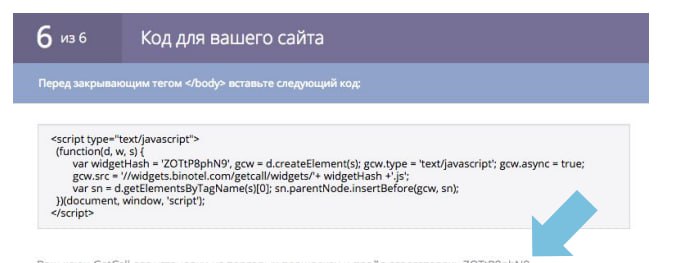 6 из 6 Код для вашего сайта
Перед закрывающим тегом </body> вставьте следующий код:
<script type="text/javascript">
(function(d, w, s) {
var widgetHash = 'ZOTtP8phN9', gcw = d.createElement(s); gcw.type = 'text/javascript'; gcw.async = true;
gcw.src = '//widgets.binotel.com/getcall/widgets/'+ widgetHash +'.js';
var sn = d.getElementsByTagName(s)[0]; sn.parentNode.insertBefore(gcw, sn);
})(document, window, 'script');
</script>